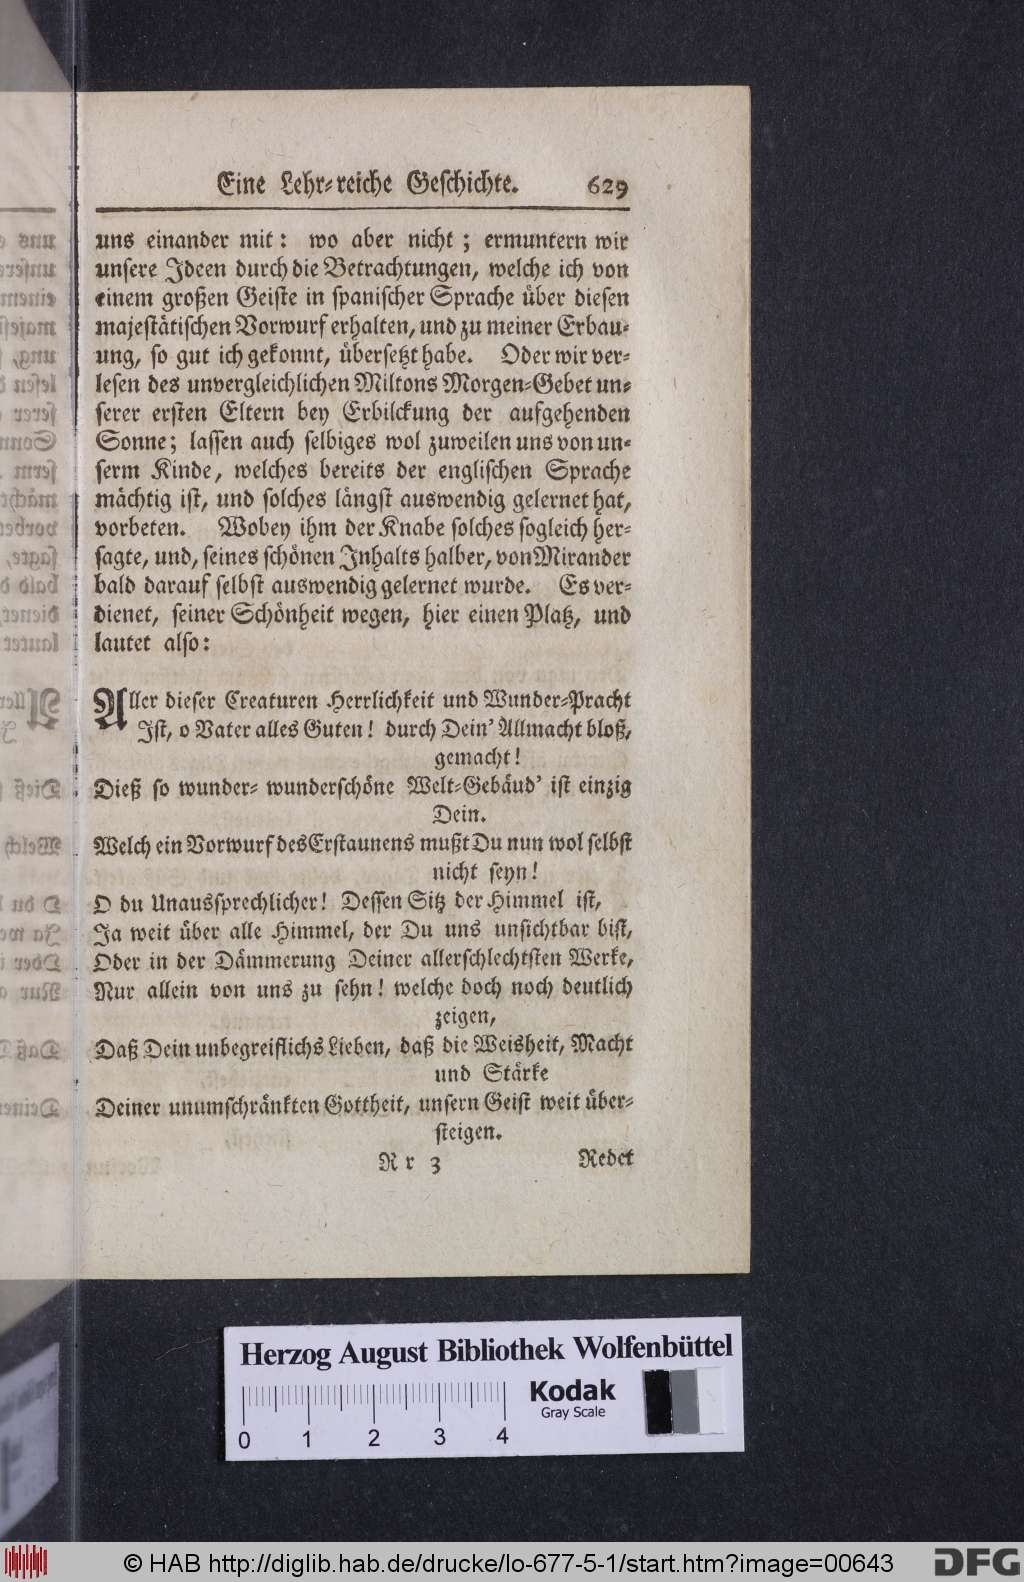 Eine Lehr-reiche Geschichte. 629
uns einander mit: wo aber nicht; ermuntern wir
unsere Ideen durch die Betrachtungen, welche ich von
einem großen Geiste in spanischer Sprache über diesen
majestätischen Vorwurf erhalten, und zu meiner Erbau-
ung, so gut ich gekonnt, übersetzt habe. Oder wir ver-
lesen des unvergleichlichen Miltons Morgen-Gebet un-
serer ersten Eltern bey Erbilckung der aufgehenden
Sonne; lassen auch selbiges wol zuweilen uns von un-
serm Kinde, welches bereits der englischen Sprache
mächtig ist, und solches längst auswendig gelernet hat,
vorbeten. Wobey ihm der Knabe solches sogleich her-
sagte, und, seines schönen Inhalts halber, von Mirander
bald darauf selbst auswendig gelernet wurde. Es ver-
dienet, seiner Schönheit wegen, hier einen Platz, und
lautet also:
Aller dieser Creaturen Herrlichkeit und Wunder-Pracht
Ist, o Vater alles Guten! durch Dein' Allmacht bloß,
gemacht!
Dieß so wunder- wunderschöne Welt-Gebäud' ist einzig
Dein.
Welch ein Vorwurf des Erstaunens mußt Du nun wol selbst
nicht seyn!
O du Unaussprechlicher! Dessen Sitz der Himmel ist,
Ja weit über alle Himmel, der Du uns unsichtbar bist,
Oder in der Dämmerung Deiner allerschlechtsten Werke,
Nur allein von uns zu sehn! welche doch noch deutlich
zeigen,
Daß Dein unbegreiflichs Lieben, daß die Weisheit, Macht
und Stärke
Deiner unumschränkten Gottheit, unsern Geist weit über-
steigen.
Rr 3 Redet
Herzog August Bibliothek Wolfenbüttel
Kodak
Gray Scale
0 1 2 3 4
© HAB http://diglib.hab.de/drucke/lo-677-5-1/start.htm?image=00643
DFG